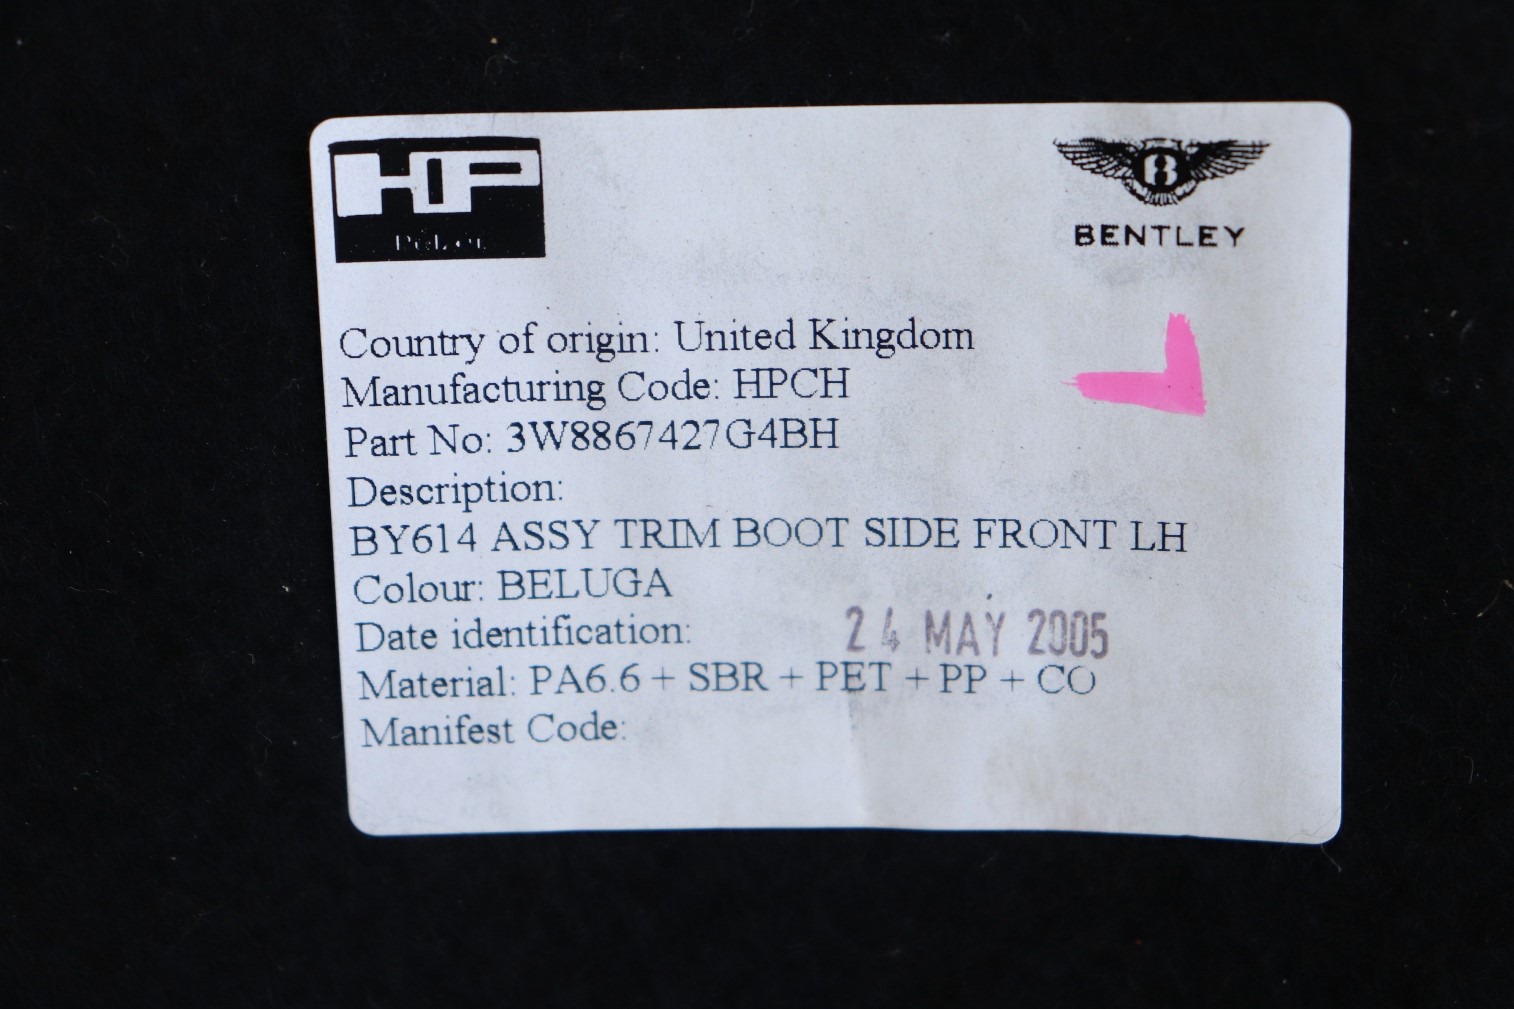 HP
BENTLEY
Country of origin: United Kingdom
Manufacturing Code: HPCH
Part No: 3W8867427G4BH
Description:
BY614 ASSY TRIM BOOT SIDE FRONT LH
Colour: BELUGA
Date identification: 24 MAY 2005
Material: PA6.6 + SBR + PET + PP + CO
Manifest Code: